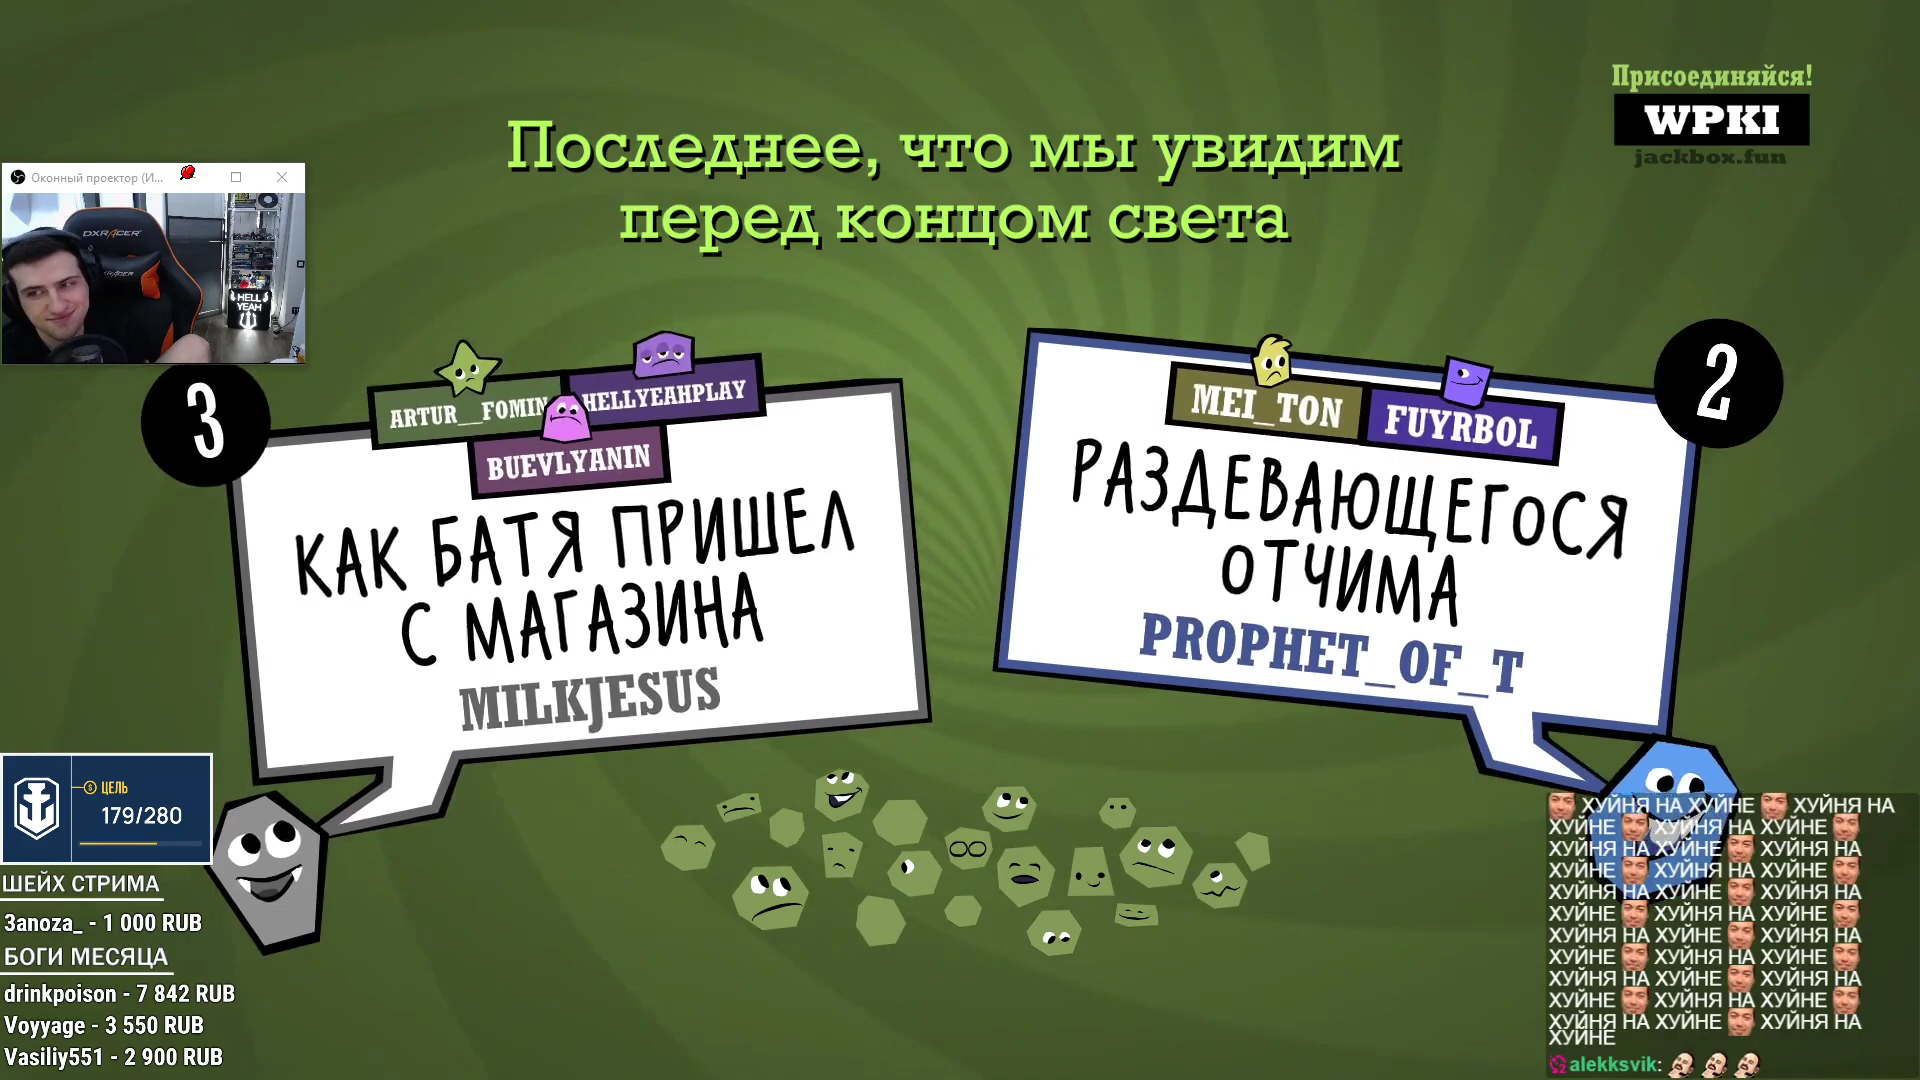 Присоединяйся!
WPKI
jackbox.fun
Последнее, что мы увидим
перед концом света
Оконный проектор (И...
DXRACER
HELL
YEAH
3
ARTUR__FOMIN
HELLYEAHPLAY
BUEVLYANIN
КАК БАТЯ ПРИШЕЛ
С МАГАЗИНА
MILKJESUS
2
MEI_TON
FUYRBOL
РАЗДЕВАЮЩЕГОСЯ
ОТЧИМА
PROPHET_OF_T
ЦЕЛЬ
179/280
ШЕЙХ СТРИМА
3anoza_ - 1 000 RUB
БОГИ МЕСЯЦА
drinkpoison - 7 842 RUB
Voyyage - 3 550 RUB
Vasiliy551 - 2 900 RUB
ХУЙНЯ НА ХУЙНЕ ХУЙНЯ НА
ХУЙНЕ ХУЙНЯ НА ХУЙНЕ
ХУЙНЯ НА ХУЙНЕ ХУЙНЯ НА
ХУЙНЕ ХУЙНЯ НА ХУЙНЕ
ХУЙНЯ НА ХУЙНЕ ХУЙНЯ НА
ХУЙНЕ ХУЙНЯ НА ХУЙНЕ
ХУЙНЯ НА ХУЙНЕ ХУЙНЯ НА
ХУЙНЕ ХУЙНЯ НА ХУЙНЕ
ХУЙНЯ НА ХУЙНЕ ХУЙНЯ НА
ХУЙНЕ ХУЙНЯ НА ХУЙНЕ
ХУЙНЯ НА ХУЙНЕ ХУЙНЯ НА
ХУЙНЕ
alekksvik: